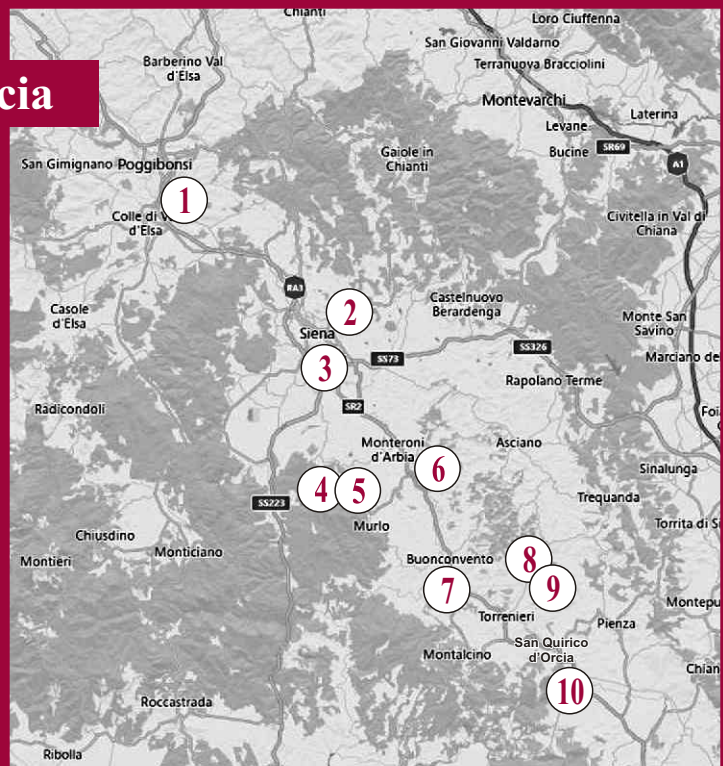 Chianti
Loro Ciuffenna
San Giovanni Valdarno
Barberino Val
d'Elsa
Terranuova Bracciolini
cia
Montevarchi
Laterina
Levane
Bucine
SR69
San Gimignano
Poggibonsi
Gaiole in
Chianti
A1
1
Colle di V
d'Elsa
Civitella in Val di
Chiana
RA3
Casole
d'Elsa
2
Castelnuovo
Berardenga
Monte San
Savino
Siena
3
SS73
SS326
Marciano de
Rapolano Terme
Radicondoli
SR2
Foia
Monteroni
d'Arbia
Asciano
6
Sinalunga
4
5
SS223
Trequanda
Murlo
Torrita di S
Chiusdino
Monticiano
Montieri
Buonconvento
8
7
9
Montepu
Torrenieri
Pienza
Montalcino
San Quirico
d'Orcia
Chian
10
Roccastrada
Ribolla